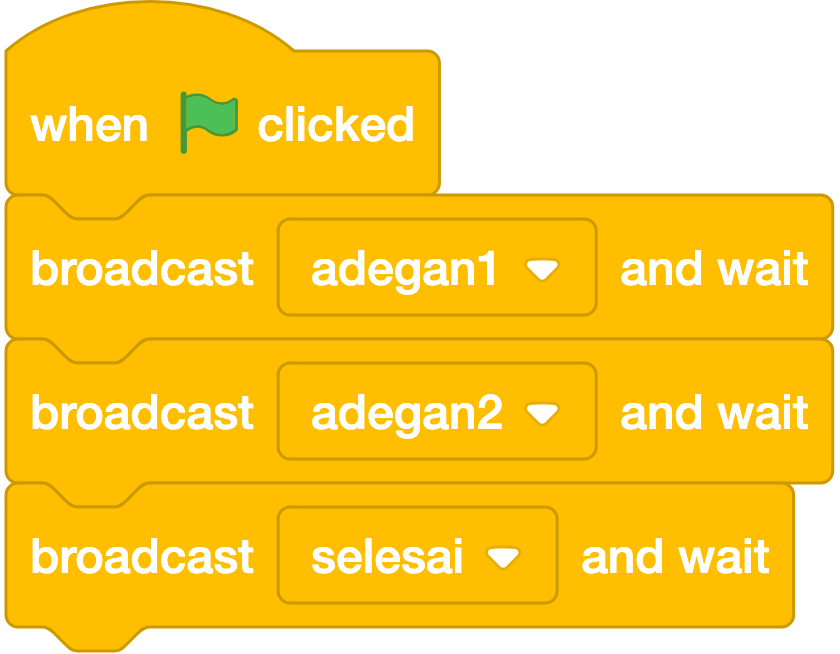 when clicked
broadcast adegan1 and wait
broadcast adegan2 and wait
broadcast selesai and wait